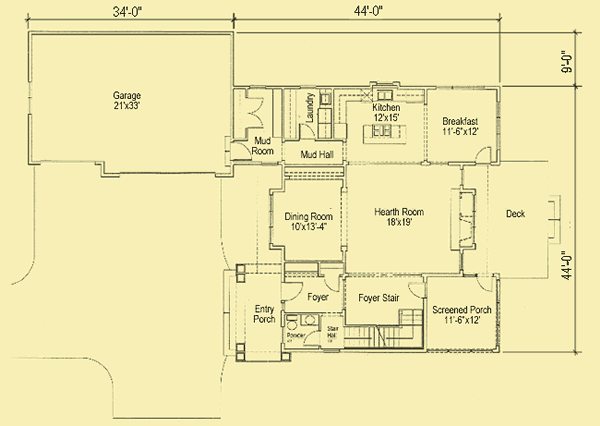 34'-0"
44'-0"
9'-0"
Garage
21'x33'
Laundry
Kitchen
12'x15'
Breakfast
11'-6"x12'
Mud
Room
Mud Hall
Dining Room
10'x13'-4"
Hearth Room
18'x19'
Deck
44'-0"
Entry
Porch
Foyer
Foyer Stair
Screened Porch
11'-6"x12'
Powder
Stair
Hall